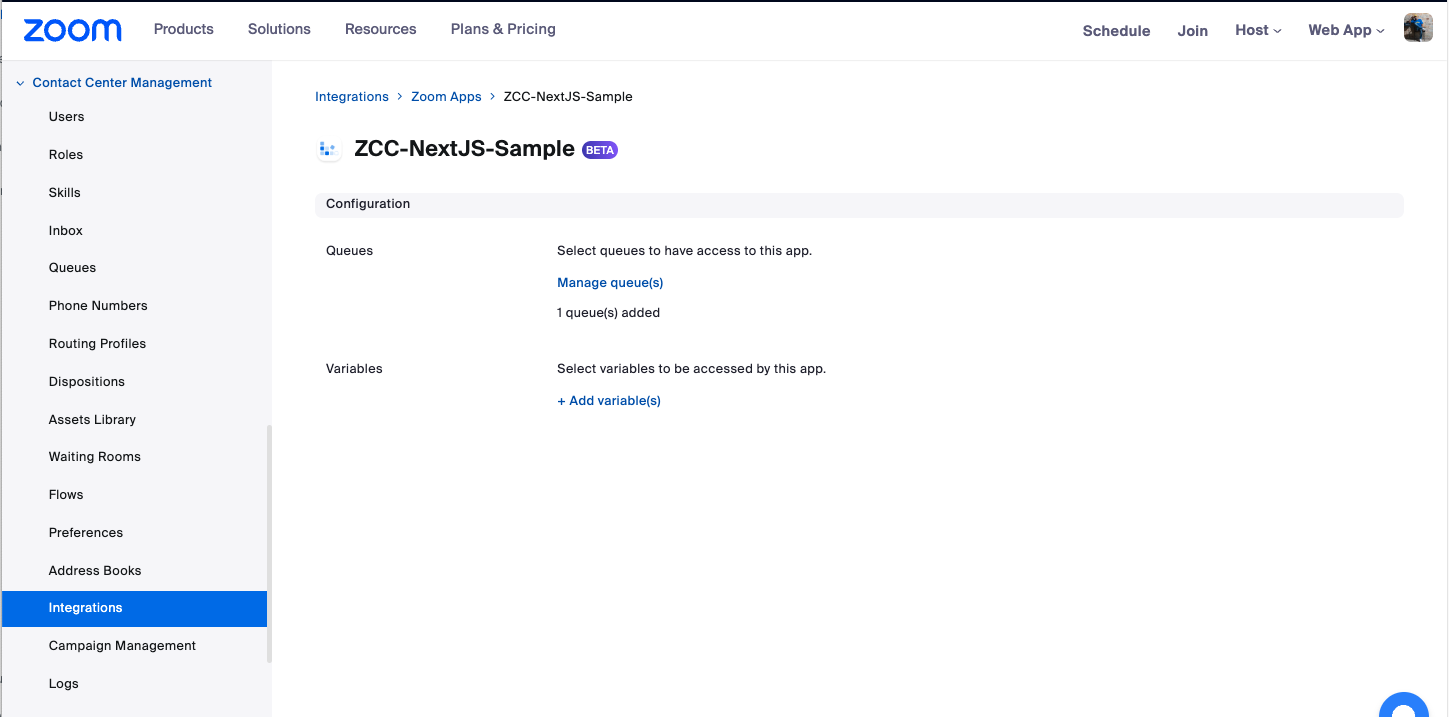 zoom Products Solutions Resources Plans & Pricing Schedule Join Host Web App
Contact Center Management
Users
Roles
Skills
Inbox
Queues
Phone Numbers
Routing Profiles
Dispositions
Assets Library
Waiting Rooms
Flows
Preferences
Address Books
Integrations
Campaign Management
Logs
Integrations > Zoom Apps > ZCC-NextJS-Sample
ZCC-NextJS-Sample BETA
Configuration
Queues Select queues to have access to this app.
Manage queue(s)
1 queue(s) added
Variables Select variables to be accessed by this app.
+ Add variable(s)